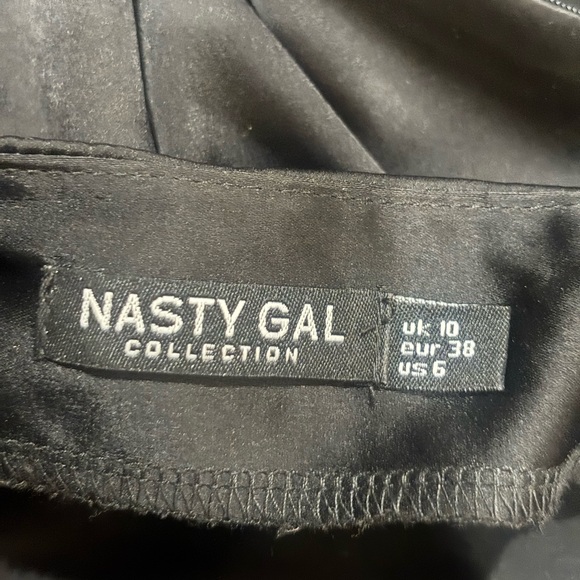 NASTY GAL
COLLECTION
uk 10
eur 38
us 6